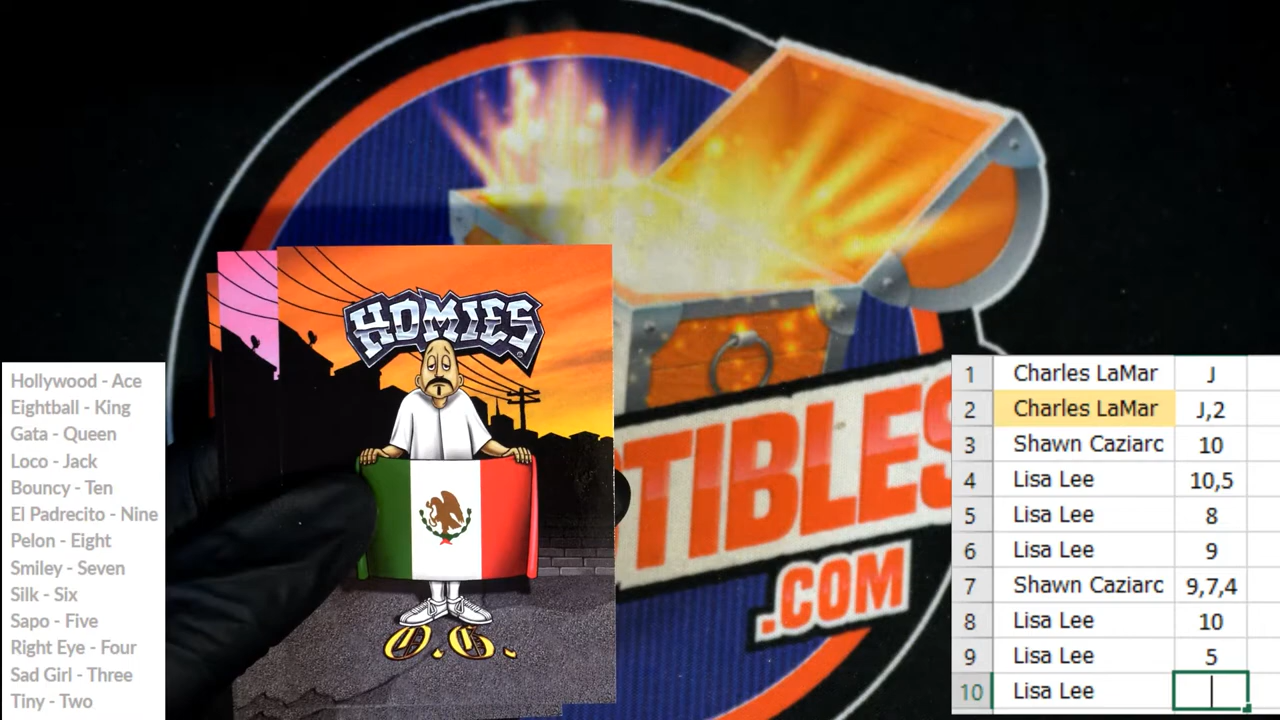 HOMIES
O.G.
TIBLES
.COM
Hollywood - Ace
Eightball - King
Gata - Queen
Loco - Jack
Bouncy - Ten
El Padrecito - Nine
Pelon - Eight
Smiley - Seven
Silk - Six
Sapo - Five
Right Eye - Four
Sad Girl - Three
Tiny - Two
1 Charles LaMar J
2 Charles LaMar J,2
3 Shawn Caziarc 10
4 Lisa Lee 10,5
5 Lisa Lee 8
6 Lisa Lee 9
7 Shawn Caziarc 9,7,4
8 Lisa Lee 10
9 Lisa Lee 5
10 Lisa Lee